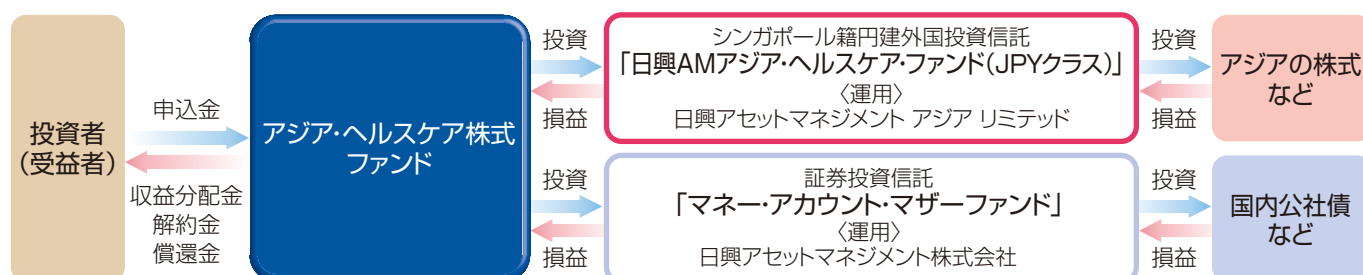 投資者
（受益者）
申込金
収益分配金
解約金
償還金
アジア・ヘルスケア株式
ファンド
投資
損益
シンガポール籍円建外国投資信託
「日興AMアジア・ヘルスケア・ファンド（JPYクラス）」
〈運用〉
日興アセットマネジメント アジア リミテッド
投資
損益
アジアの株式
など
投資
損益
証券投資信託
「マネー・アカウント・マザーファンド」
〈運用〉
日興アセットマネジメント株式会社
投資
損益
国内公社債
など